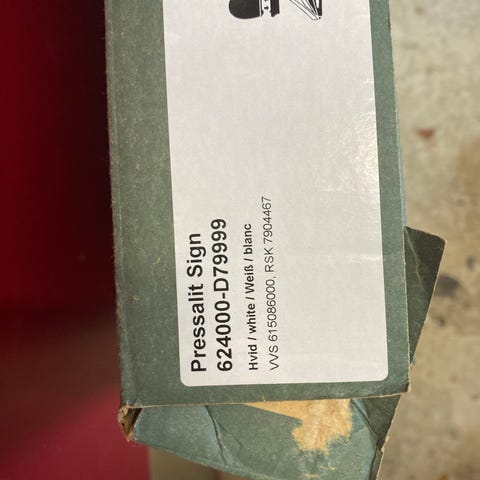 Pressalit Sign
624000-D79999
Hvid / white / Weiß / blanc
VVS 615086000, RSK 7904467